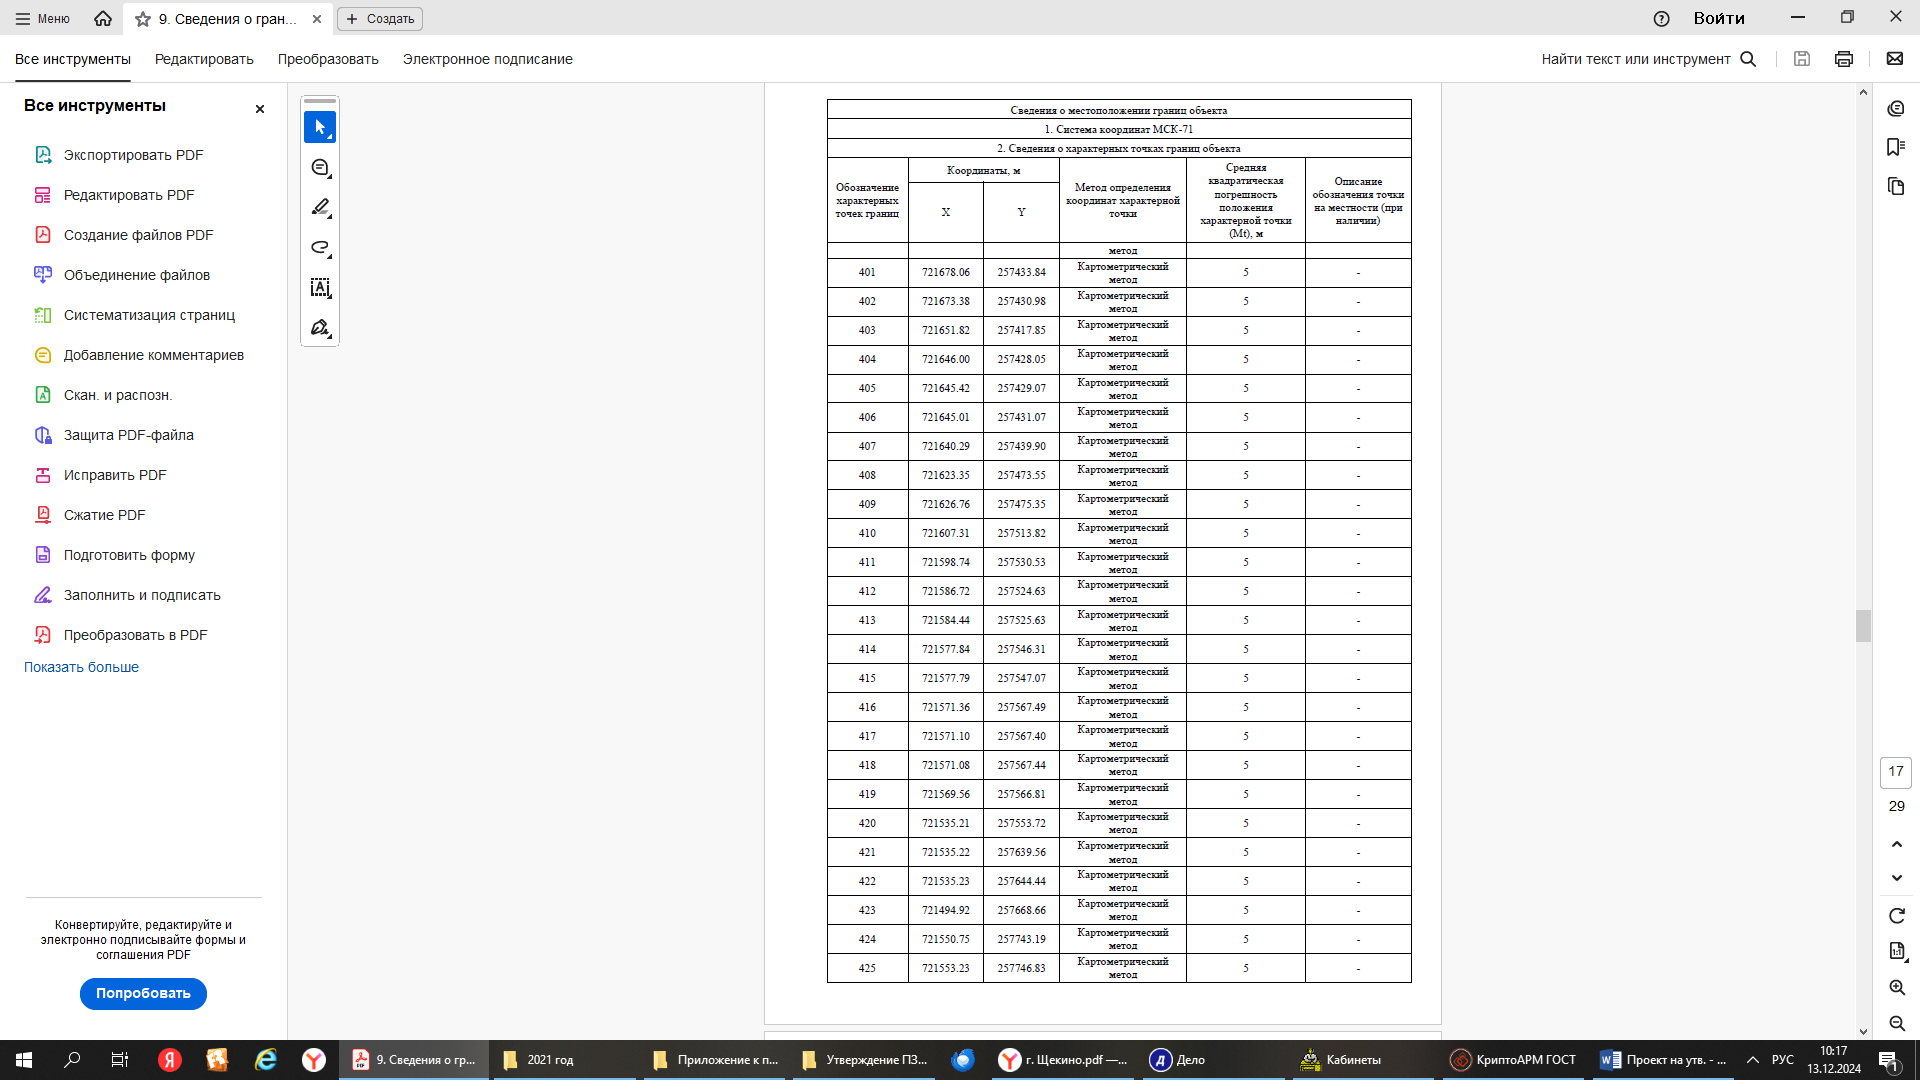 Меню
9. Сведения о гран...
Создать
Войти
Все инструменты
Редактировать
Преобразовать
Электронное подписание
Найти текст или инструмент
Все инструменты
Экспортировать PDF
Редактировать PDF
Создание файлов PDF
Объединение файлов
Систематизация страниц
Добавление комментариев
Скан. и распозн.
Защита PDF-файла
Исправить PDF
Сжатие PDF
Подготовить форму
Заполнить и подписать
Преобразовать в PDF
Показать больше
Конвертируйте, редактируйте и
электронно подписывайте формы и
соглашения PDF
Попробовать
Сведения о местоположении границ объекта
1. Система координат МСК-71
2. Сведения о характерных точках границ объекта
Обозначение характерных точек границ
Координаты, м
X
Y
Метод определения координат характерной точки
Средняя квадратическая погрешность положения характерной точки (Mt), м
Описание обозначения точки на местности (при наличии)
метод
401 721678.06 257433.84 Картометрический метод 5 -
402 721673.38 257430.98 Картометрический метод 5 -
403 721651.82 257417.85 Картометрический метод 5 -
404 721646.00 257428.05 Картометрический метод 5 -
405 721645.42 257429.07 Картометрический метод 5 -
406 721645.01 257431.07 Картометрический метод 5 -
407 721640.29 257439.90 Картометрический метод 5 -
408 721623.35 257473.55 Картометрический метод 5 -
409 721626.76 257475.35 Картометрический метод 5 -
410 721607.31 257513.82 Картометрический метод 5 -
411 721598.74 257530.53 Картометрический метод 5 -
412 721586.72 257524.63 Картометрический метод 5 -
413 721584.44 257525.63 Картометрический метод 5 -
414 721577.84 257546.31 Картометрический метод 5 -
415 721577.79 257547.07 Картометрический метод 5 -
416 721571.36 257567.49 Картометрический метод 5 -
417 721571.10 257567.40 Картометрический метод 5 -
418 721571.08 257567.44 Картометрический метод 5 -
419 721569.56 257566.81 Картометрический метод 5 -
420 721535.21 257553.72 Картометрический метод 5 -
421 721535.22 257639.56 Картометрический метод 5 -
422 721535.23 257644.44 Картометрический метод 5 -
423 721494.92 257668.66 Картометрический метод 5 -
424 721550.75 257743.19 Картометрический метод 5 -
425 721553.23 257746.83 Картометрический метод 5 -
17
29
9. Сведения о гр...
2021 год
Приложение к п...
Утверждение ПЗ...
г. Щекино.pdf —...
Дело
Кабинеты
КриптоАРМ ГОСТ
Проект на утв. - ...
РУС
10:17
13.12.2024
1